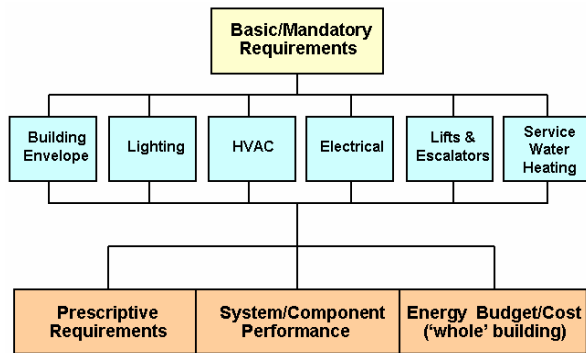 Basic/Mandatory
Requirements
Building
Envelope
Lighting
HVAC
Electrical
Lifts &
Escalators
Service
Water
Heating
Prescriptive
Requirements
System/Component
Performance
Energy Budget/Cost
(‘whole’ building)